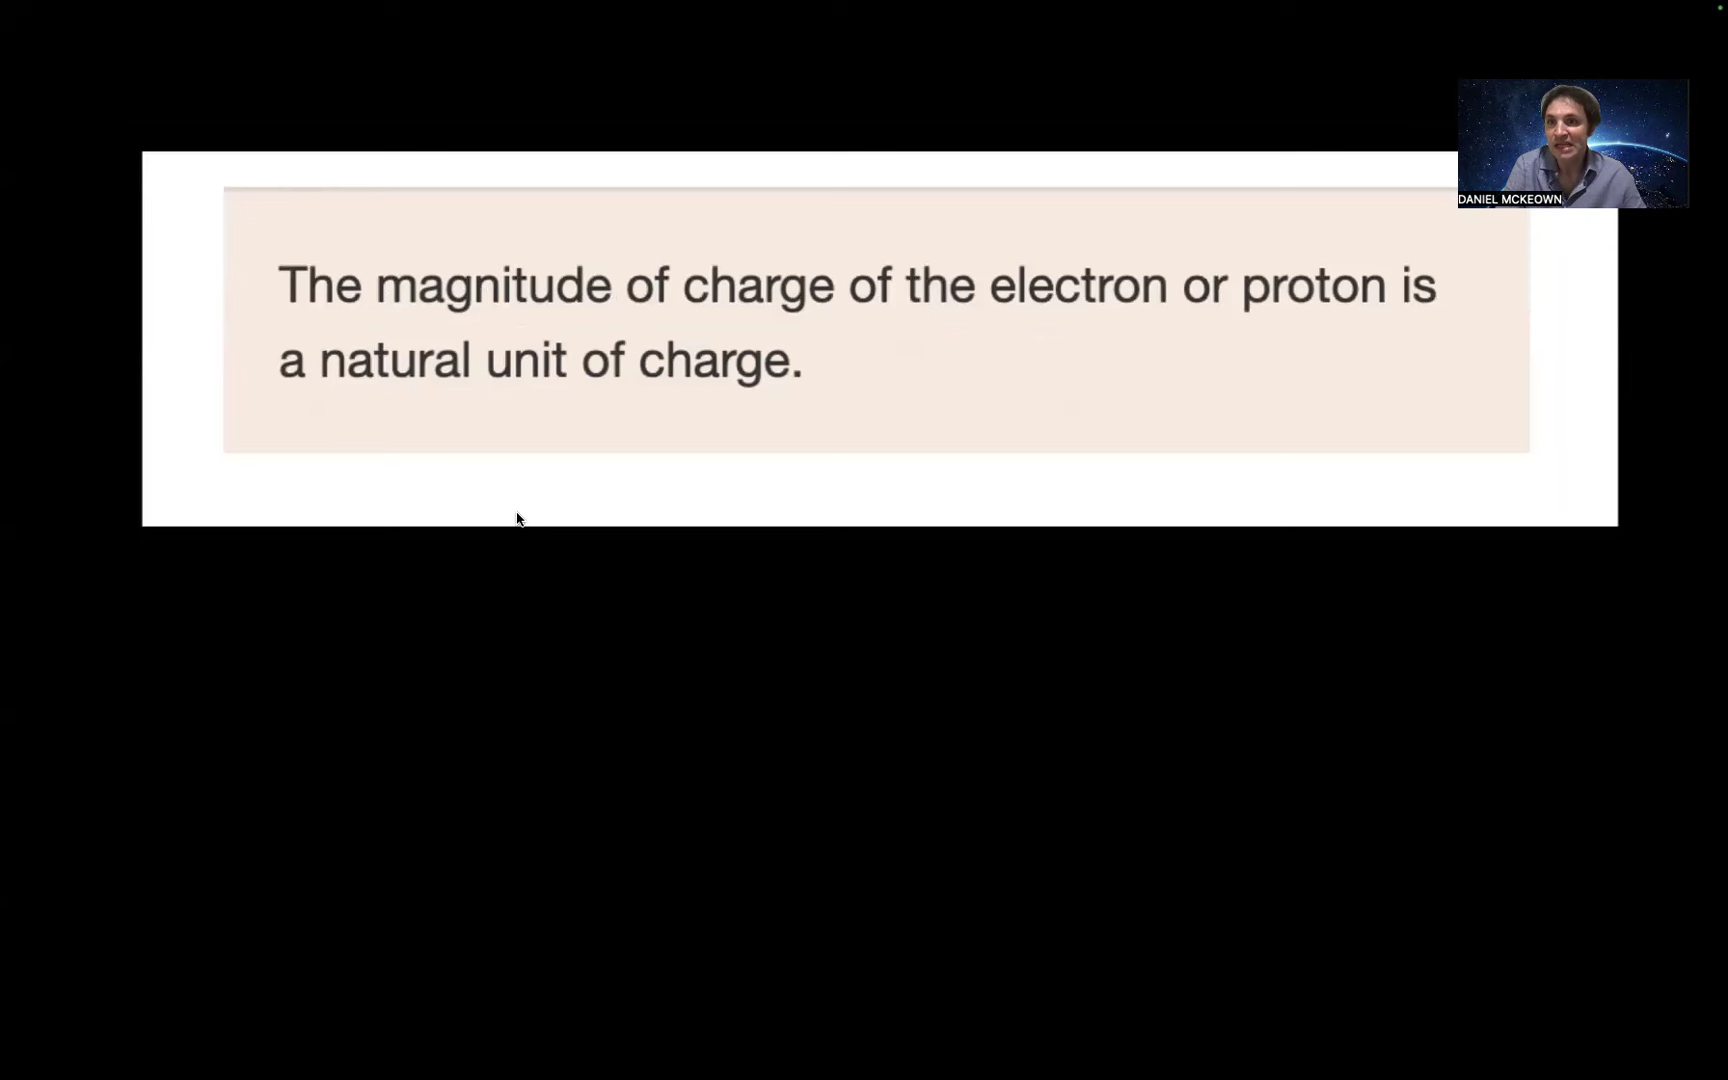 DANIEL MCKEOWN
The magnitude of charge of the electron or proton is
a natural unit of charge.